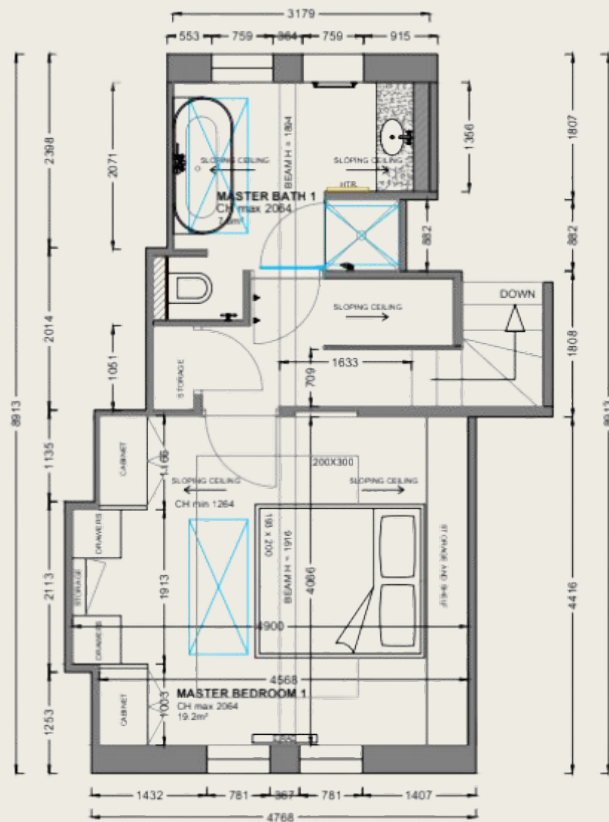 3179
553 759 364 759 915
8913
2398
2071
1356
1807
BEAM H = 1894
SLOPING CEILING SLOPING CEILING
HTR.
MASTER BATH 1
CH max 2064
882
882
2014
1051
STORAGE
SLOPING CEILING
DOWN
1808
1633
709
1135
CABINET
1166
200X300
SLOPING CEILING SLOPING CEILING
CH min 1264
DRAWERS
198 x 200
BEAM H = 1916
STORAGE AND SHELF
2113
STORAGE
1913
4066
4416
DRAWERS
4900
4568
1253
CABINET
1003
MASTER BEDROOM 1
CH max 2064
19.2m²
1432 781 367 781 1407
4768